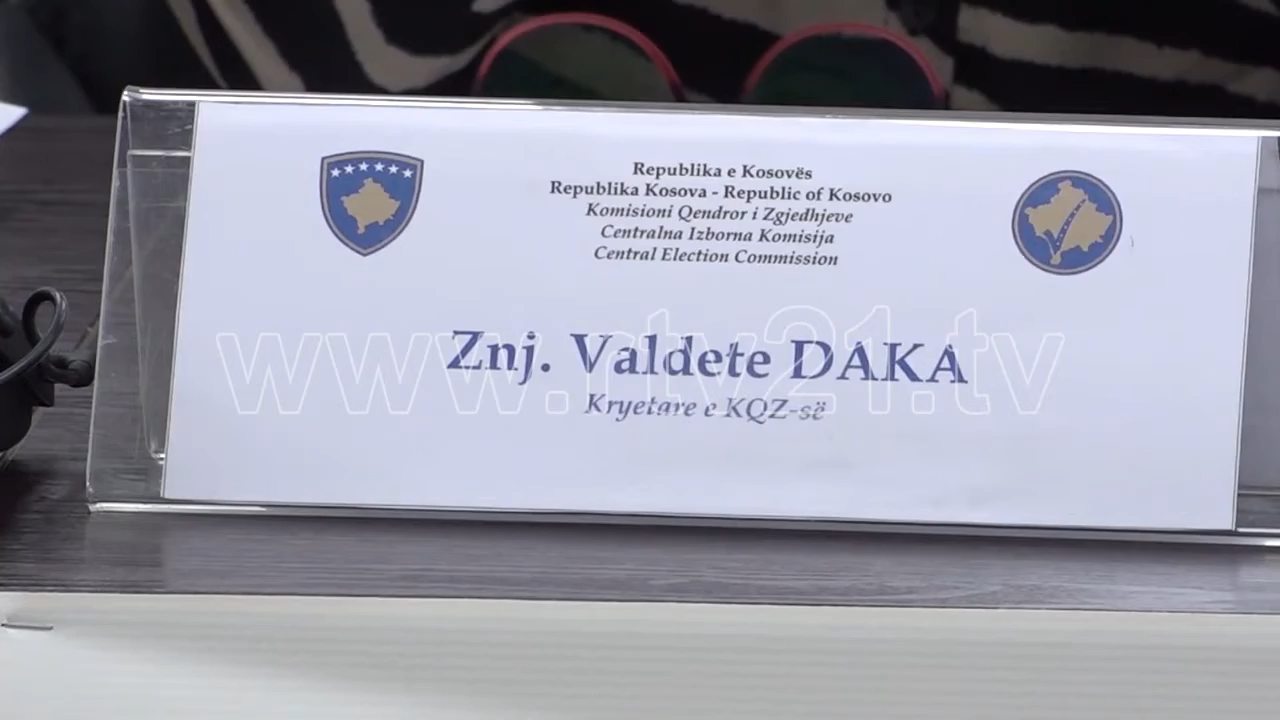 Republika e Kosovës
Republika Kosova - Republic of Kosovo
Komisioni Qendror i Zgjedhjeve
Centralna Izborna Komisija
Central Election Commission
www.rtv21.tv
Znj. Valdete DAKA
Kryetare e KQZ-së